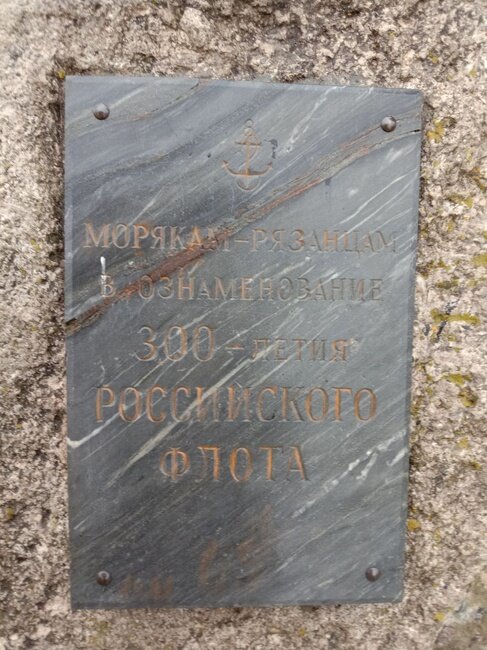 МОРЯКАМ-РЯЗАНЦАМ
В ОЗНАМЕНОВАНИЕ
300-ЛЕТИЯ
РОССИЙСКОГО
ФЛОТА